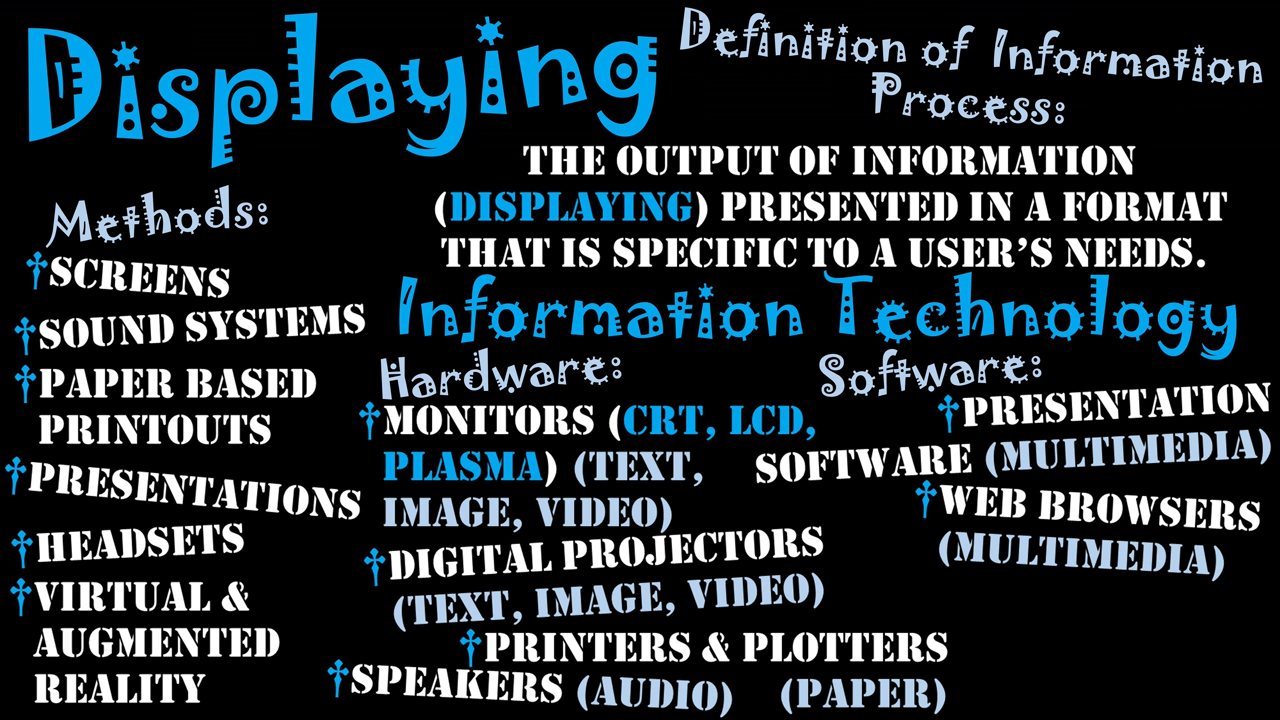 Displaying
Definition of Information
Process:
THE OUTPUT OF INFORMATION
(DISPLAYING) PRESENTED IN A FORMAT
THAT IS SPECIFIC TO A USER'S NEEDS.
Methods:
†SCREENS
†SOUND SYSTEMS
†PAPER BASED
PRINTOUTS
†PRESENTATIONS
†HEADSETS
†VIRTUAL &
AUGMENTED
REALITY
Information Technology
Hardware:
†MONITORS (CRT, LCD,
PLASMA) (TEXT,
IMAGE, VIDEO)
†DIGITAL PROJECTORS
(TEXT, IMAGE, VIDEO)
†PRINTERS & PLOTTERS
(PAPER)
†SPEAKERS (AUDIO)
Software:
†PRESENTATION
SOFTWARE (MULTIMEDIA)
†WEB BROWSERS
(MULTIMEDIA)